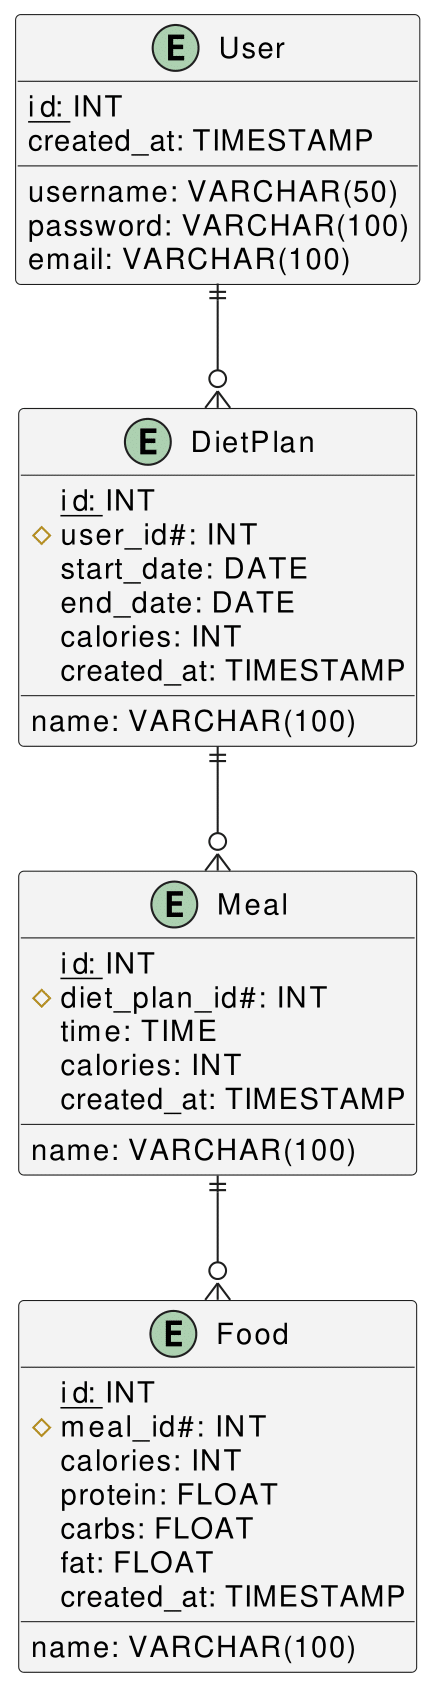 E User
id: INT
created_at: TIMESTAMP
username: VARCHAR(50)
password: VARCHAR(100)
email: VARCHAR(100)
E DietPlan
id: INT
user_id#: INT
start_date: DATE
end_date: DATE
calories: INT
created_at: TIMESTAMP
name: VARCHAR(100)
E Meal
id: INT
diet_plan_id#: INT
time: TIME
calories: INT
created_at: TIMESTAMP
name: VARCHAR(100)
E Food
id: INT
meal_id#: INT
calories: INT
protein: FLOAT
carbs: FLOAT
fat: FLOAT
created_at: TIMESTAMP
name: VARCHAR(100)